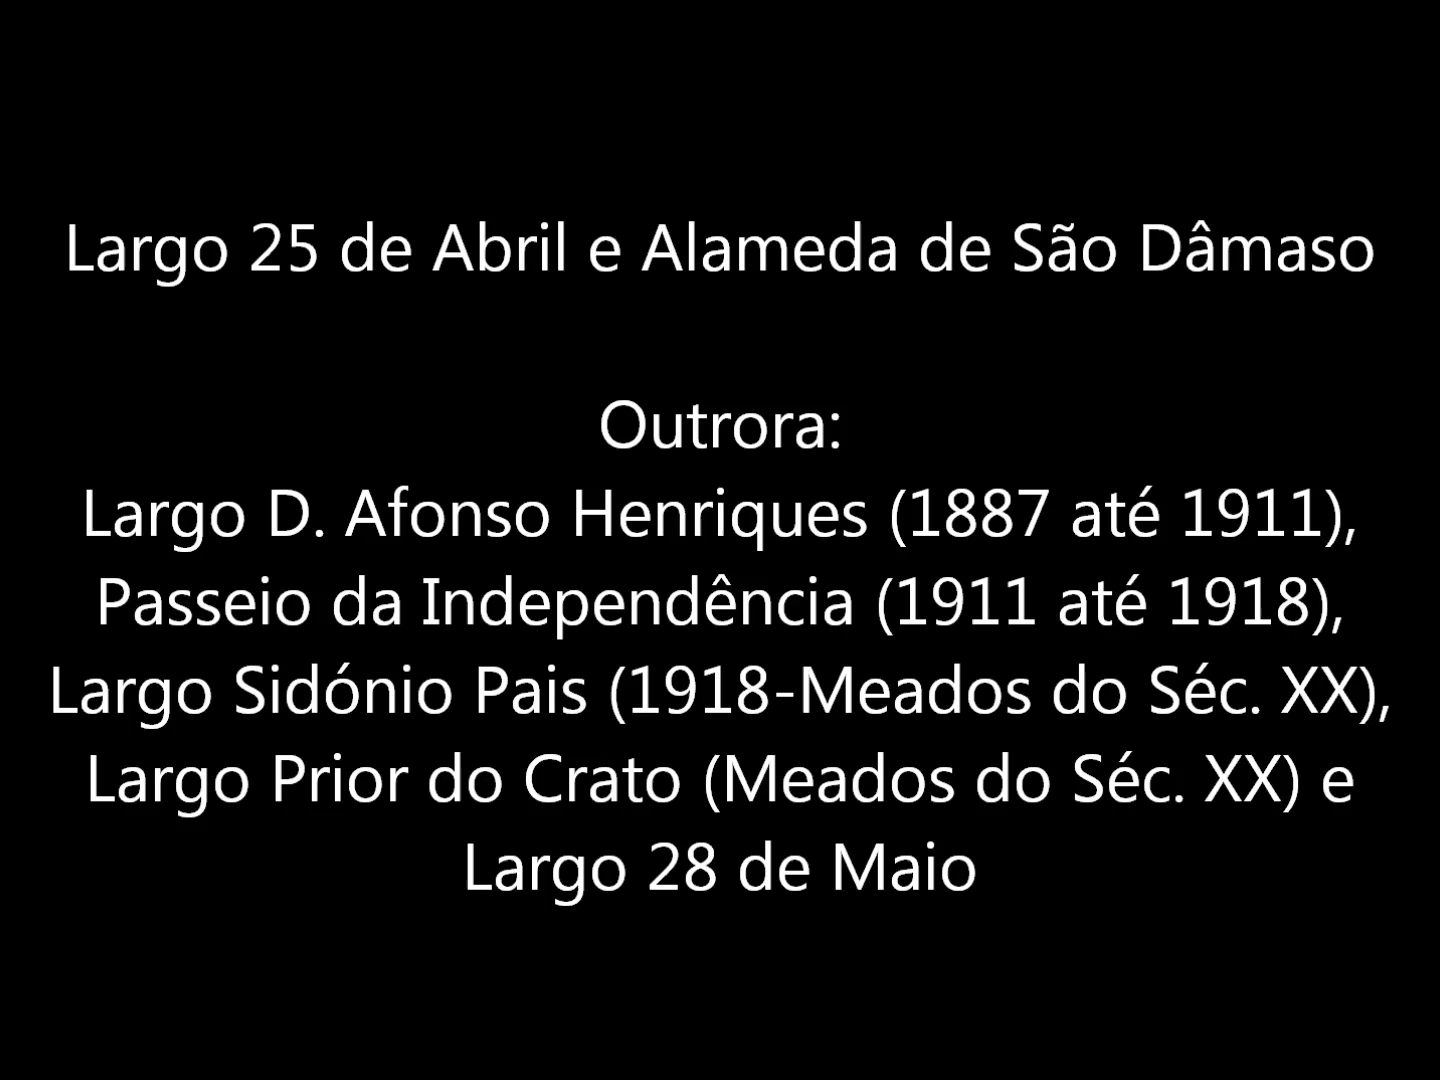 Largo 25 de Abril e Alameda de São Dâmaso
Outrora:
Largo D. Afonso Henriques (1887 até 1911),
Passeio da Independência (1911 até 1918),
Largo Sidónio Pais (1918-Meados do Séc. XX),
Largo Prior do Crato (Meados do Séc. XX) e
Largo 28 de Maio